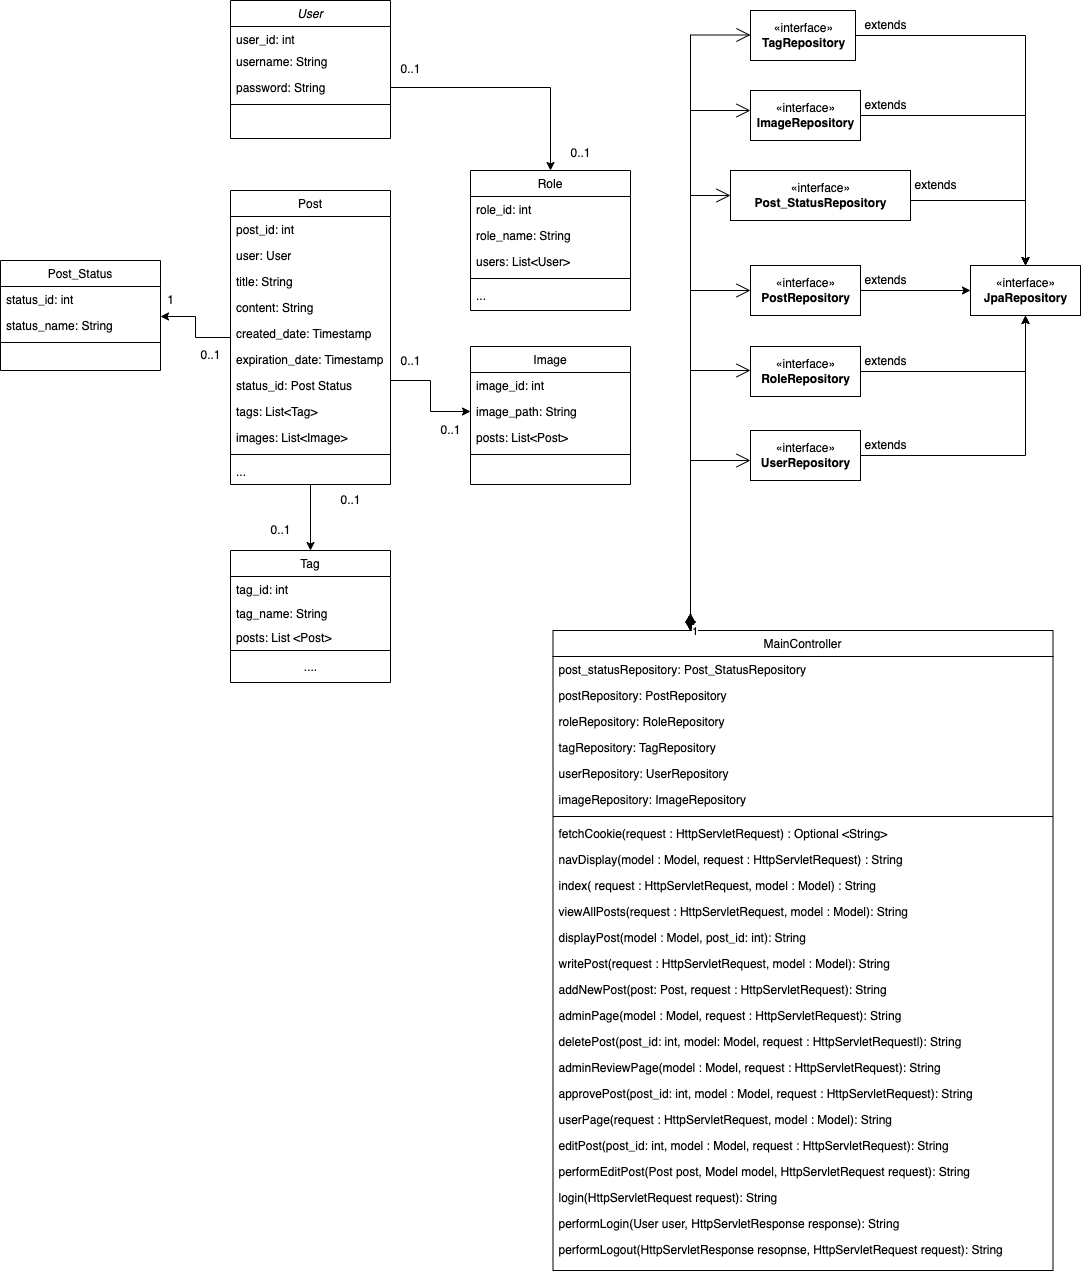 User
user_id: int
username: String
password: String
0..1
0..1
Role
role_id: int
role_name: String
users: List<User>
...
Post
post_id: int
user: User
title: String
content: String
created_date: Timestamp
expiration_date: Timestamp
status_id: Post Status
tags: List<Tag>
images: List<Image>
...
Post_Status
status_id: int
status_name: String
1
0..1
0..1
0..1
Image
image_id: int
image_path: String
posts: List<Post>
0..1
0..1
Tag
tag_id: int
tag_name: String
posts: List <Post>
....
«interface»
TagRepository
extends
«interface»
ImageRepository
extends
«interface»
Post_StatusRepository
extends
«interface»
PostRepository
extends
«interface»
JpaRepository
«interface»
RoleRepository
extends
«interface»
UserRepository
extends
1
MainController
post_statusRepository: Post_StatusRepository
postRepository: PostRepository
roleRepository: RoleRepository
tagRepository: TagRepository
userRepository: UserRepository
imageRepository: ImageRepository
fetchCookie(request : HttpServletRequest) : Optional <String>
navDisplay(model : Model, request : HttpServletRequest) : String
index( request : HttpServletRequest, model : Model) : String
viewAllPosts(request : HttpServletRequest, model : Model): String
displayPost(model : Model, post_id: int): String
writePost(request : HttpServletRequest, model : Model): String
addNewPost(post: Post, request : HttpServletRequest): String
adminPage(model : Model, request : HttpServletRequest): String
deletePost(post_id: int, model: Model, request : HttpServletRequestl): String
adminReviewPage(model : Model, request : HttpServletRequest): String
approvePost(post_id: int, model : Model, request : HttpServletRequest): String
userPage(request : HttpServletRequest, model : Model): String
editPost(post_id: int, model : Model, request : HttpServletRequest): String
performEditPost(Post post, Model model, HttpServletRequest request): String
login(HttpServletRequest request): String
performLogin(User user, HttpServletResponse response): String
performLogout(HttpServletResponse resopnse, HttpServletRequest request): String